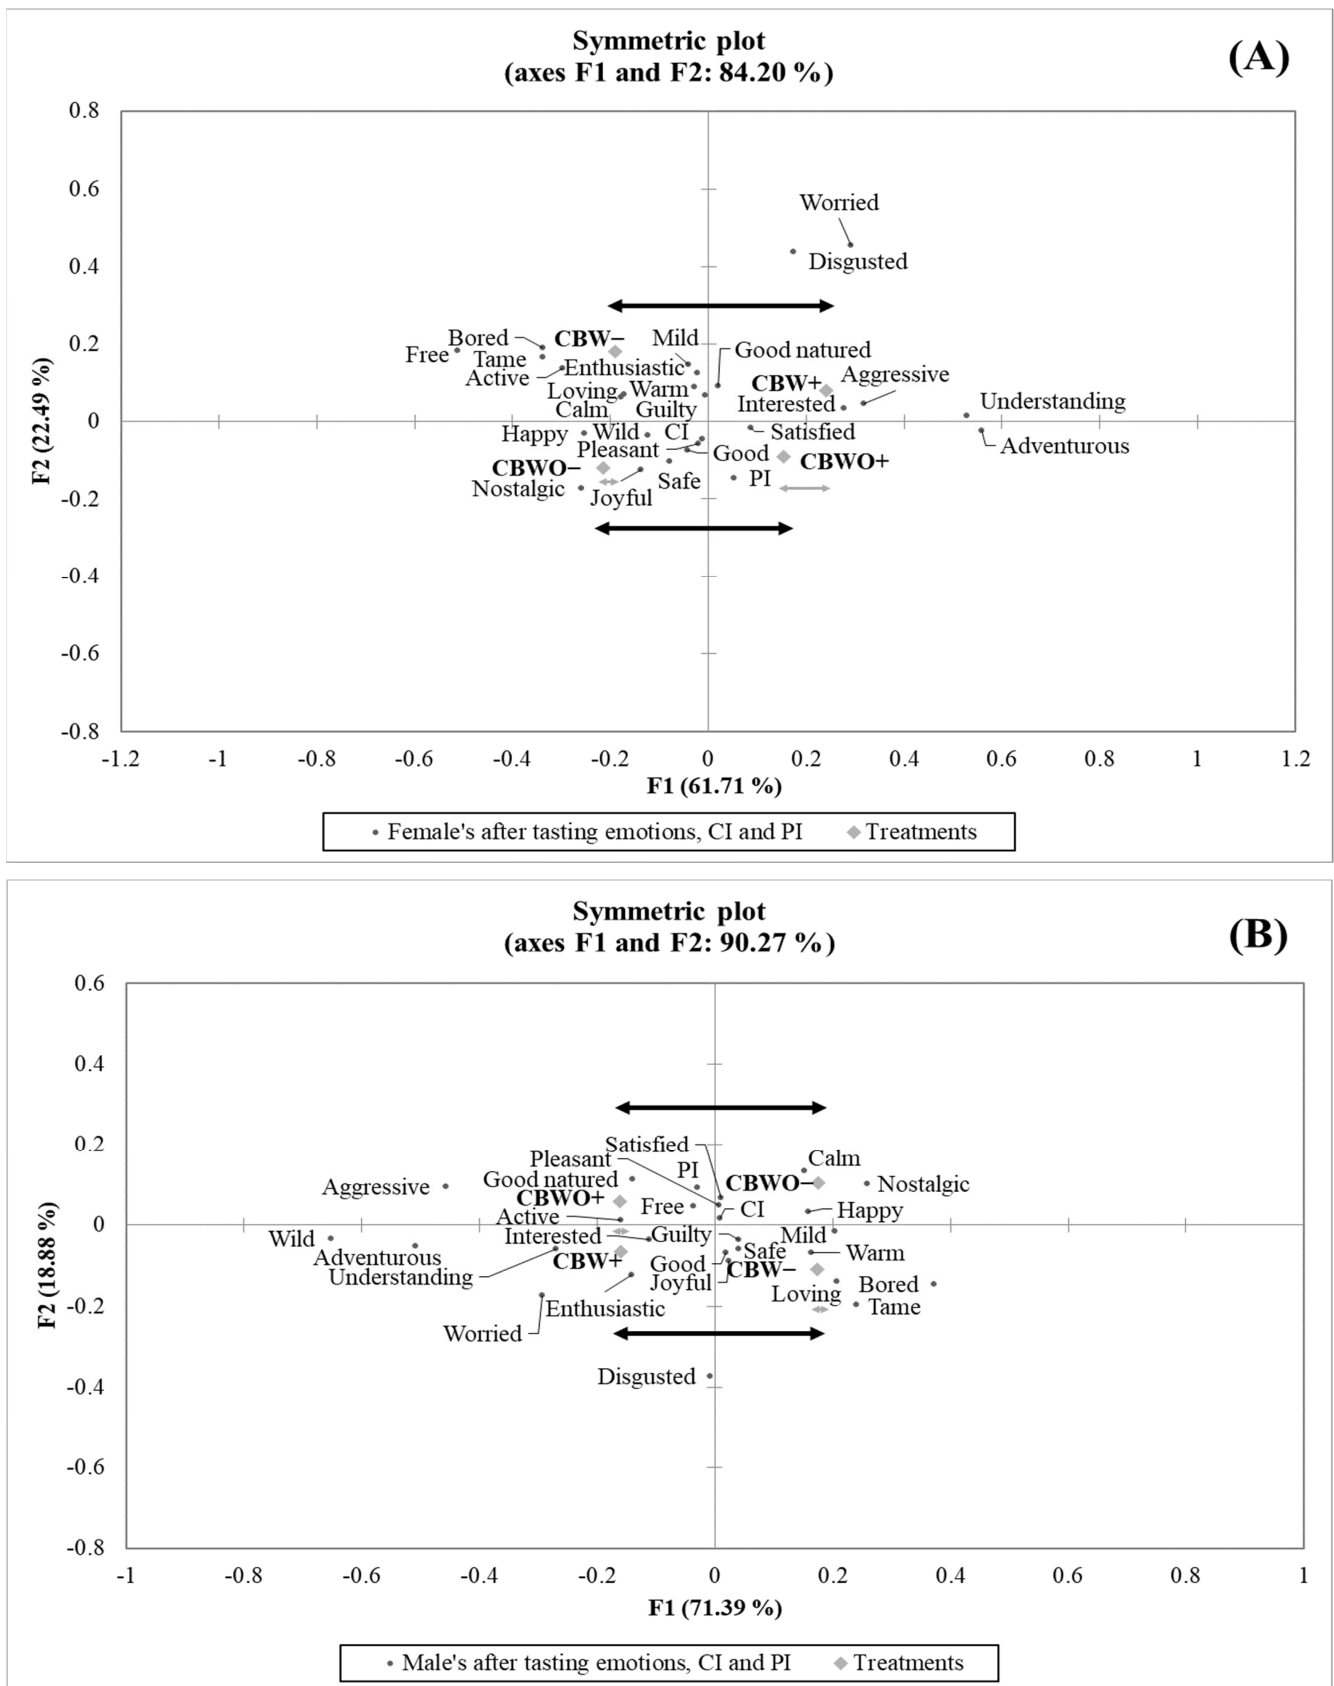 Symmetric plot
(axes F1 and F2: 84.20 %)
(A)
0.8
0.6
Worried
0.4
Disgusted
0.2
Bored
CBW−
Mild
Good natured
Free
Tame
Enthusiastic
Active
CBW+
Aggressive
Loving
Warm
Calm
Guilty
Interested
Understanding
0
Happy
Wild
CI
Satisfied
Adventurous
Pleasant
Good
CBWO−
CBWO+
Nostalgic
Joyful
Safe
PI
-0.2
-0.4
-0.6
-0.8
F2 (22.49 %)
-1.2 -1 -0.8 -0.6 -0.4 -0.2 0 0.2 0.4 0.6 0.8 1 1.2
F1 (61.71 %)
Female's after tasting emotions, CI and PI
Treatments
Symmetric plot
(axes F1 and F2: 90.27 %)
(B)
0.6
0.4
0.2
Satisfied
Pleasant
Calm
PI
Good natured
CBWO−
Nostalgic
Aggressive
CBWO+
Free
CI
Happy
Active
0
Wild
Interested
Guilty
Mild
Adventurous
Safe
Warm
Understanding
CBW+
Good
CBW−
Joyful
Loving
Bored
Enthusiastic
Tame
-0.2
Worried
Disgusted
-0.4
-0.6
-0.8
F2 (18.88 %)
-1 -0.8 -0.6 -0.4 -0.2 0 0.2 0.4 0.6 0.8 1
F1 (71.39 %)
Male's after tasting emotions, CI and PI
Treatments